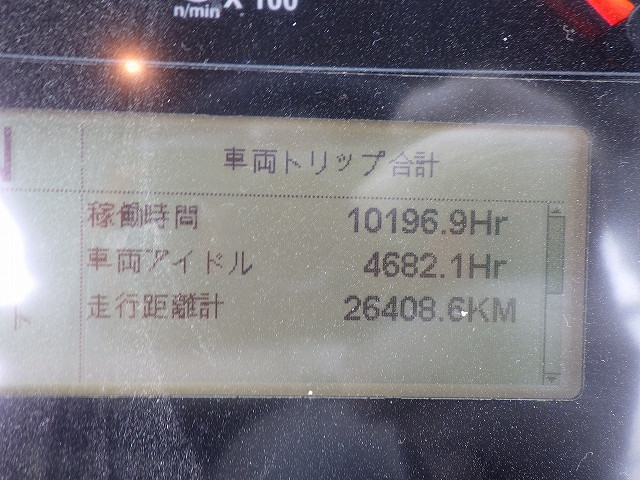 n/min X 100
車両トリップ合計
稼働時間 10196.9Hr
車両アイドル 4682.1Hr
走行距離計 26408.6KM